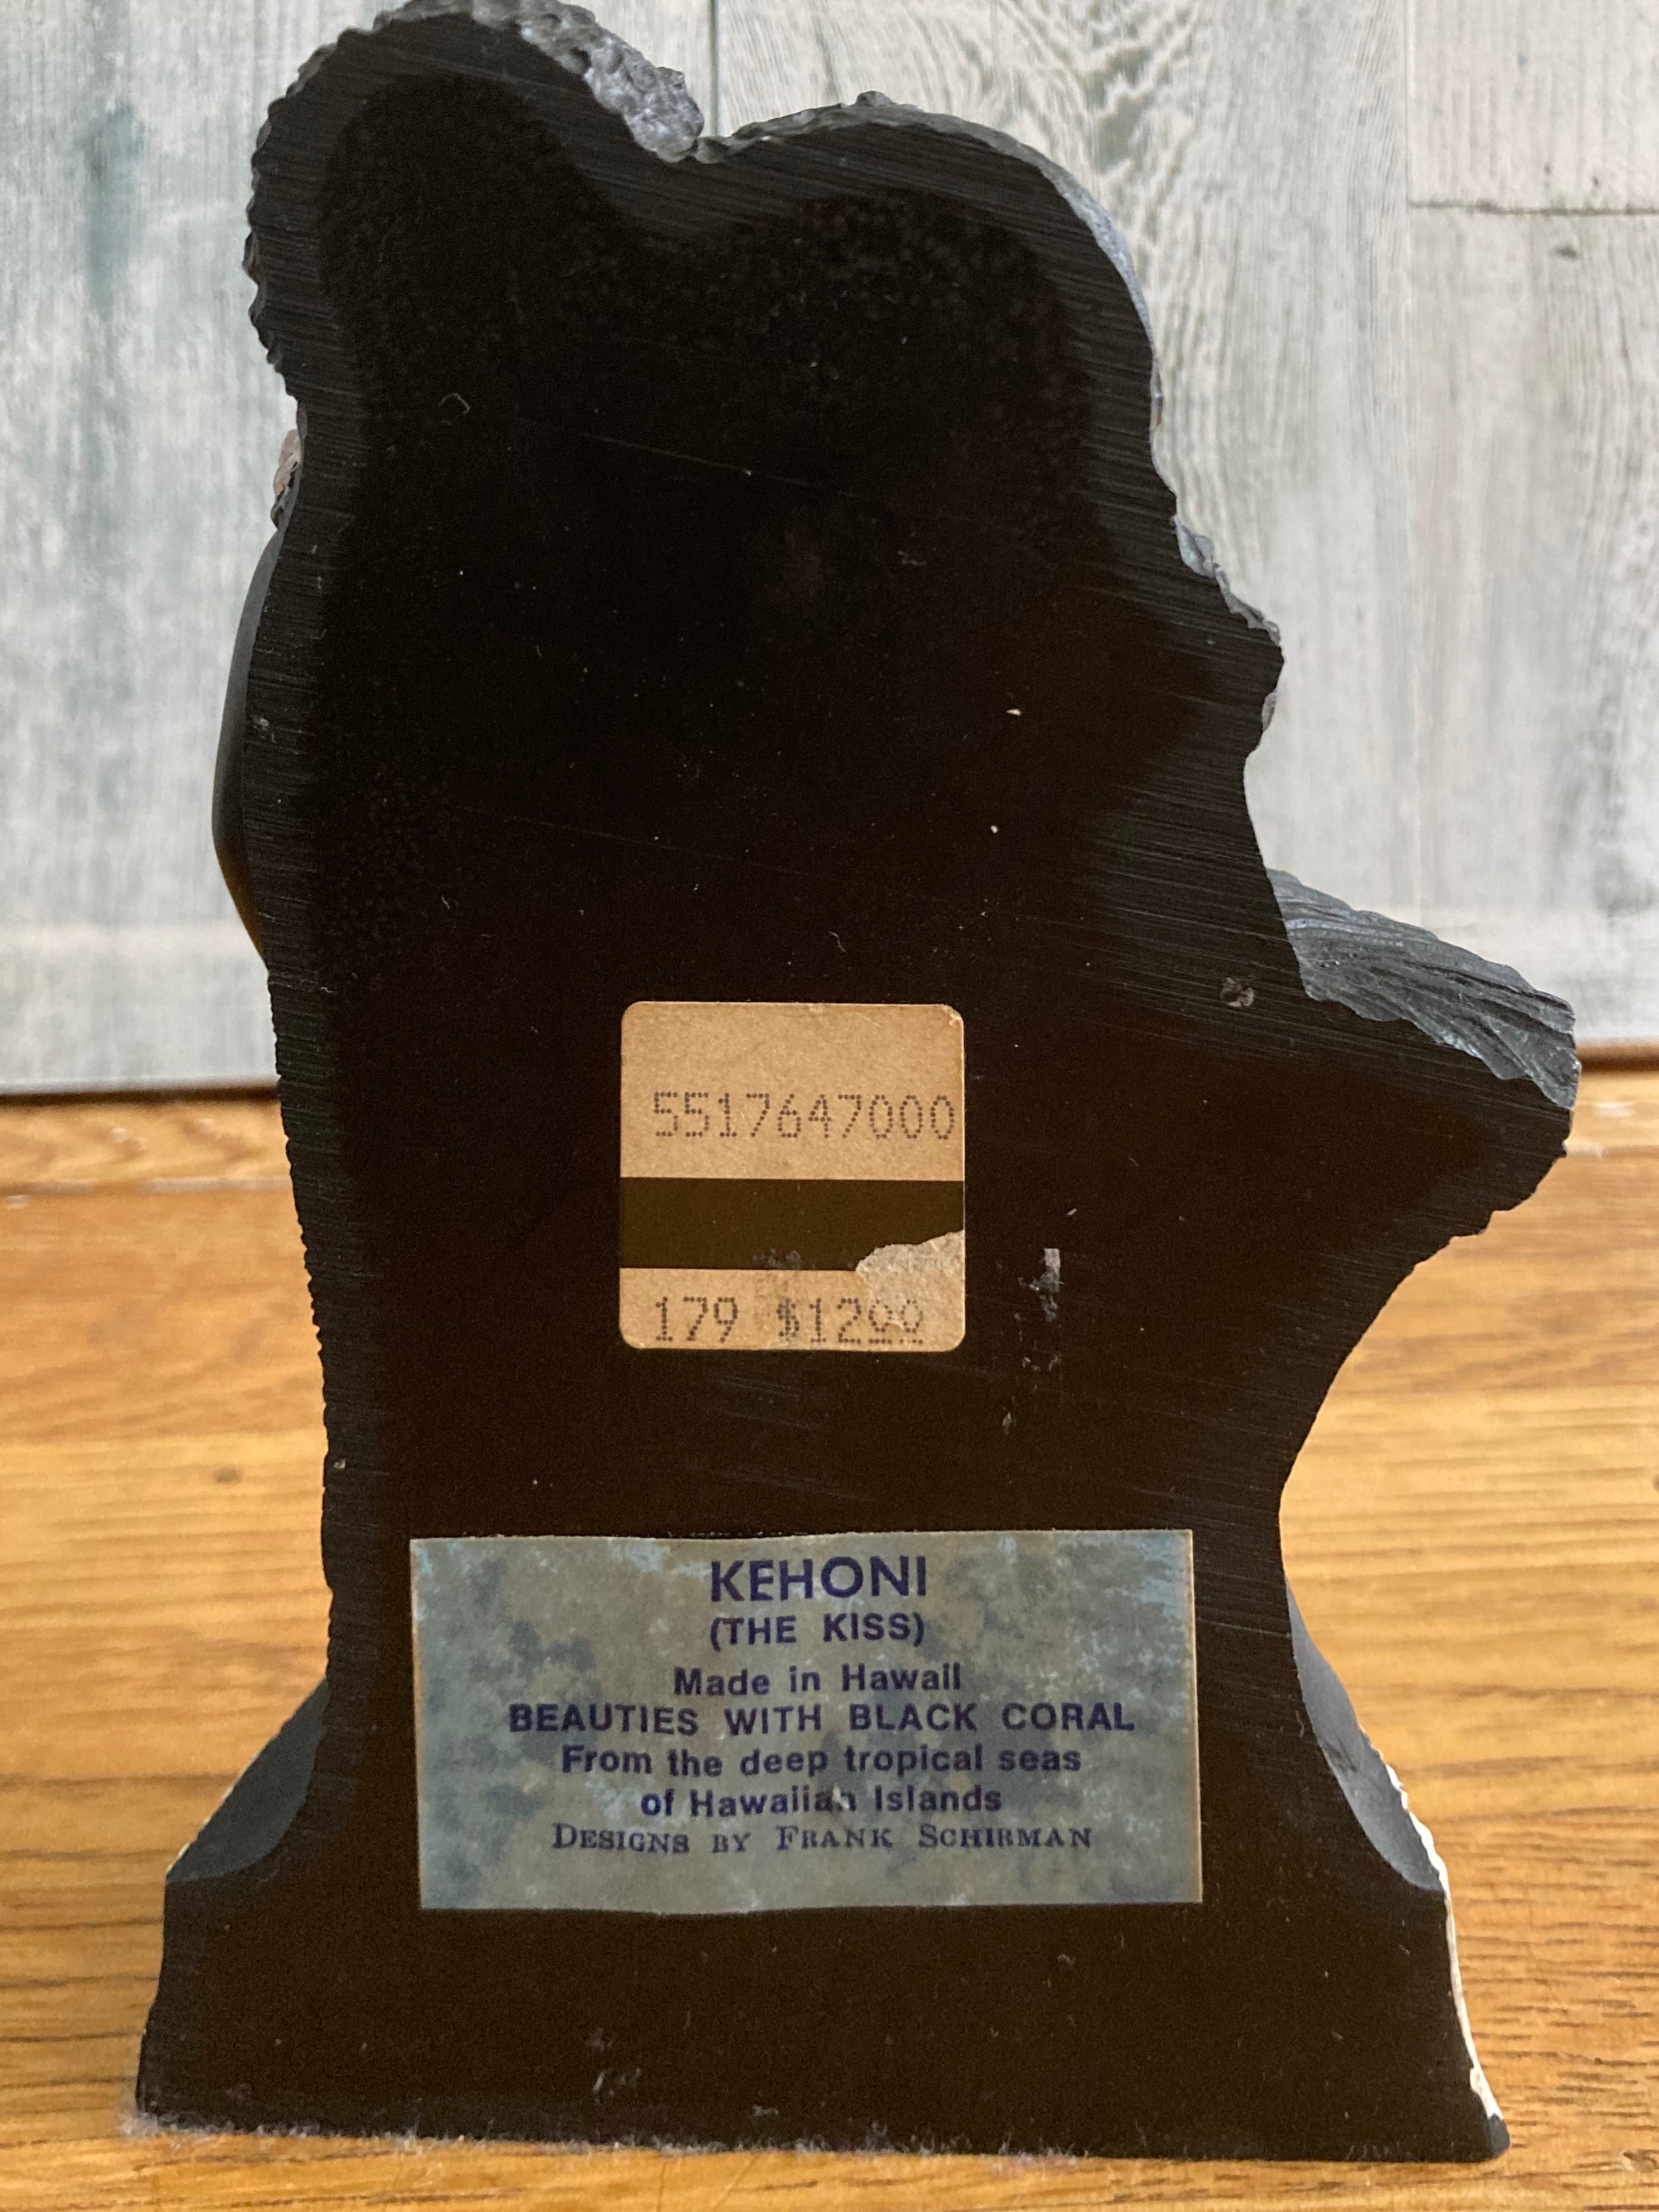 5517647000
179 $1200
KEHONI
(THE KISS)
Made in Hawaii
BEAUTIES WITH BLACK CORAL
From the deep tropical seas
of Hawaiian Islands
DESIGNS BY FRANK SCHIRMAN